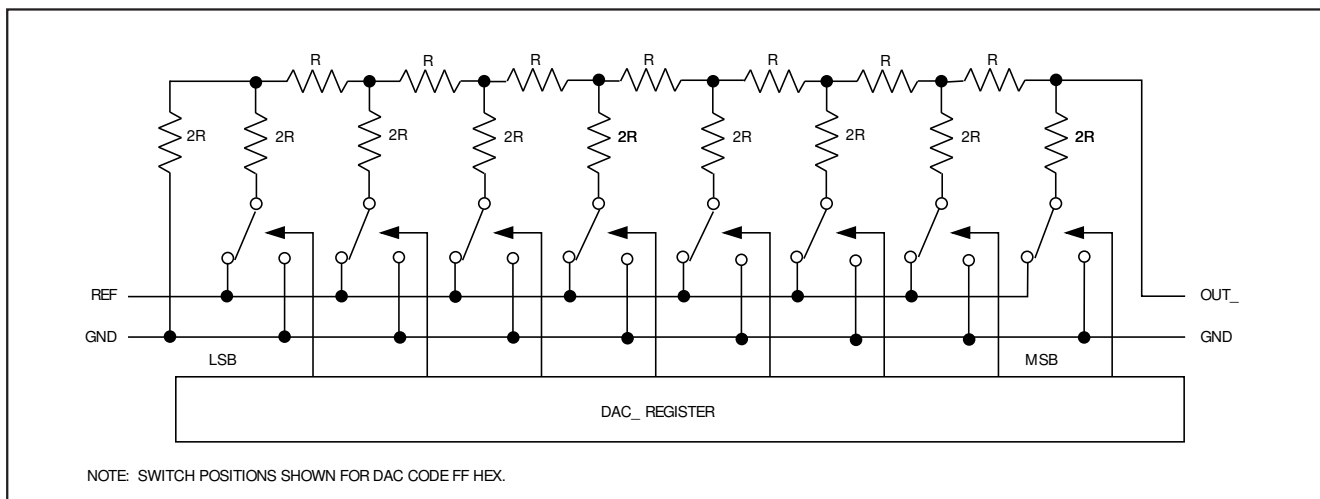 R R R R R R R
2R 2R 2R 2R 2R 2R 2R 2R 2R
REF OUT_
GND GND
LSB MSB
DAC_ REGISTER
NOTE: SWITCH POSITIONS SHOWN FOR DAC CODE FF HEX.